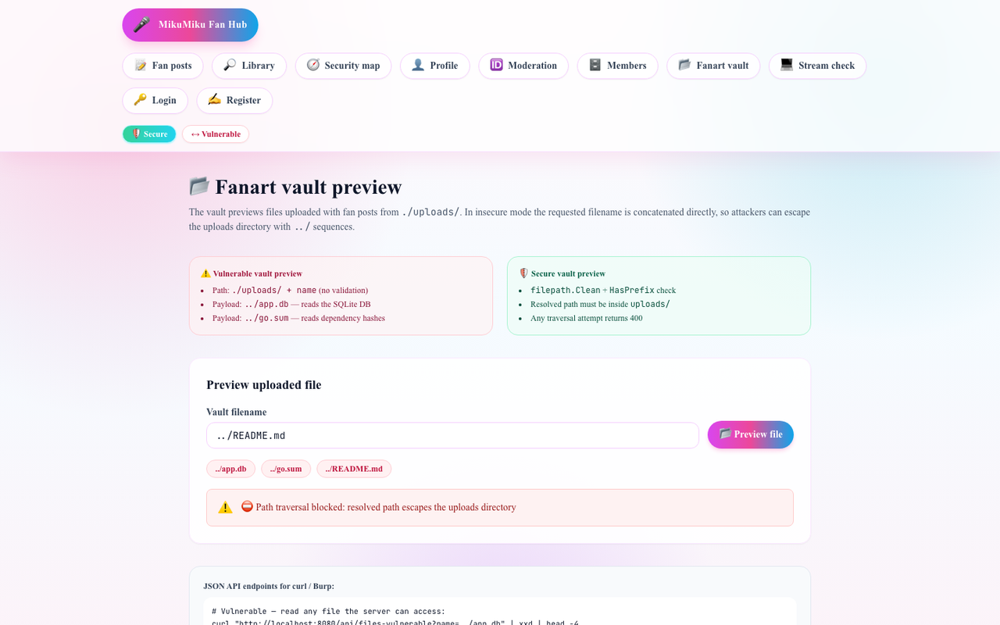 MikuMiku Fan Hub
Fan posts
Library
Security map
Profile
Moderation
Members
Fanart vault
Stream check
Login
Register
Secure
↔ Vulnerable
Fanart vault preview
The vault previews files uploaded with fan posts from ./uploads/. In insecure mode the requested filename is concatenated directly, so attackers can escape
the uploads directory with ../ sequences.
Vulnerable vault preview
• Path: ./uploads/ + name (no validation)
• Payload: ../app.db — reads the SQLite DB
• Payload: ../go.sum — reads dependency hashes
Secure vault preview
• filepath.Clean + HasPrefix check
• Resolved path must be inside uploads/
• Any traversal attempt returns 400
Preview uploaded file
Vault filename
../README.md
Preview file
../app.db
../go.sum
../README.md
Path traversal blocked: resolved path escapes the uploads directory
JSON API endpoints for curl / Burp:
# Vulnerable — read any file the server can access:
curl "http://localhost:8080/api/files-vulnerable?name=../app.db" | xxd | head -4